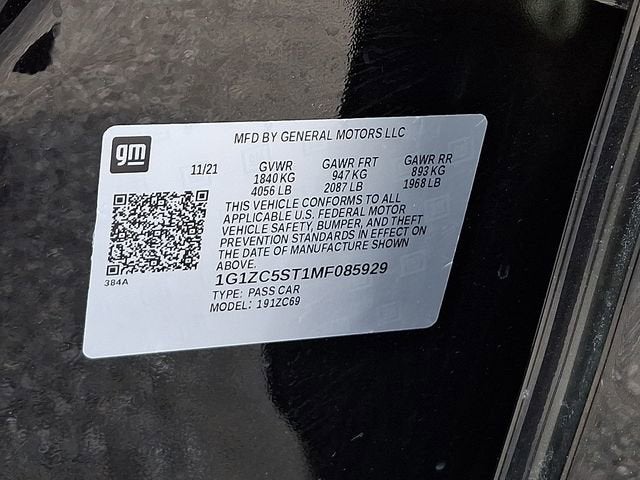 gm
MFD BY GENERAL MOTORS LLC
11/21
GVWR
1840 KG
4056 LB
GAWR FRT
947 KG
2087 LB
GAWR RR
893 KG
1968 LB
THIS VEHICLE CONFORMS TO ALL
APPLICABLE U.S. FEDERAL MOTOR
VEHICLE SAFETY, BUMPER, AND THEFT
PREVENTION STANDARDS IN EFFECT ON
THE DATE OF MANUFACTURE SHOWN
ABOVE.
1G1ZC5ST1MF085929
TYPE: PASS CAR
MODEL: 191ZC69
384A